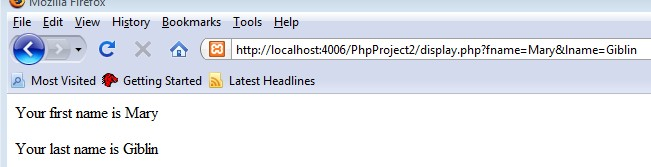 Mozilla Firefox
File Edit View History Bookmarks Tools Help
http://localhost:4006/PhpProject2/display.php?fname=Mary&lname=Giblin
Most Visited Getting Started Latest Headlines
Your first name is Mary
Your last name is Giblin